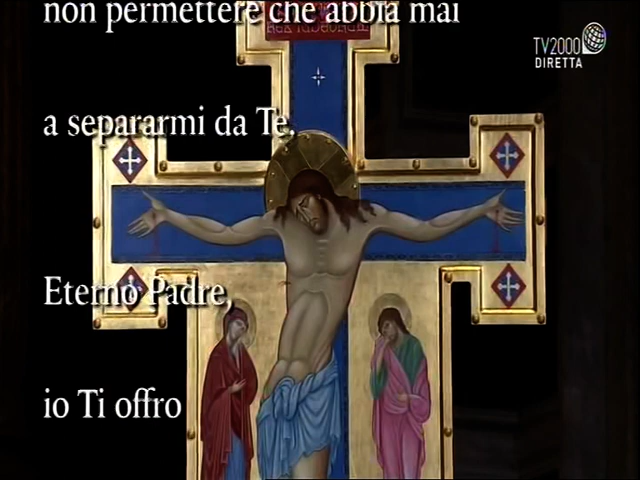 non permettere che abbia mai
TV2000
DIRETTA
a separarmi da Te.
Eterno Padre,
io Ti offro